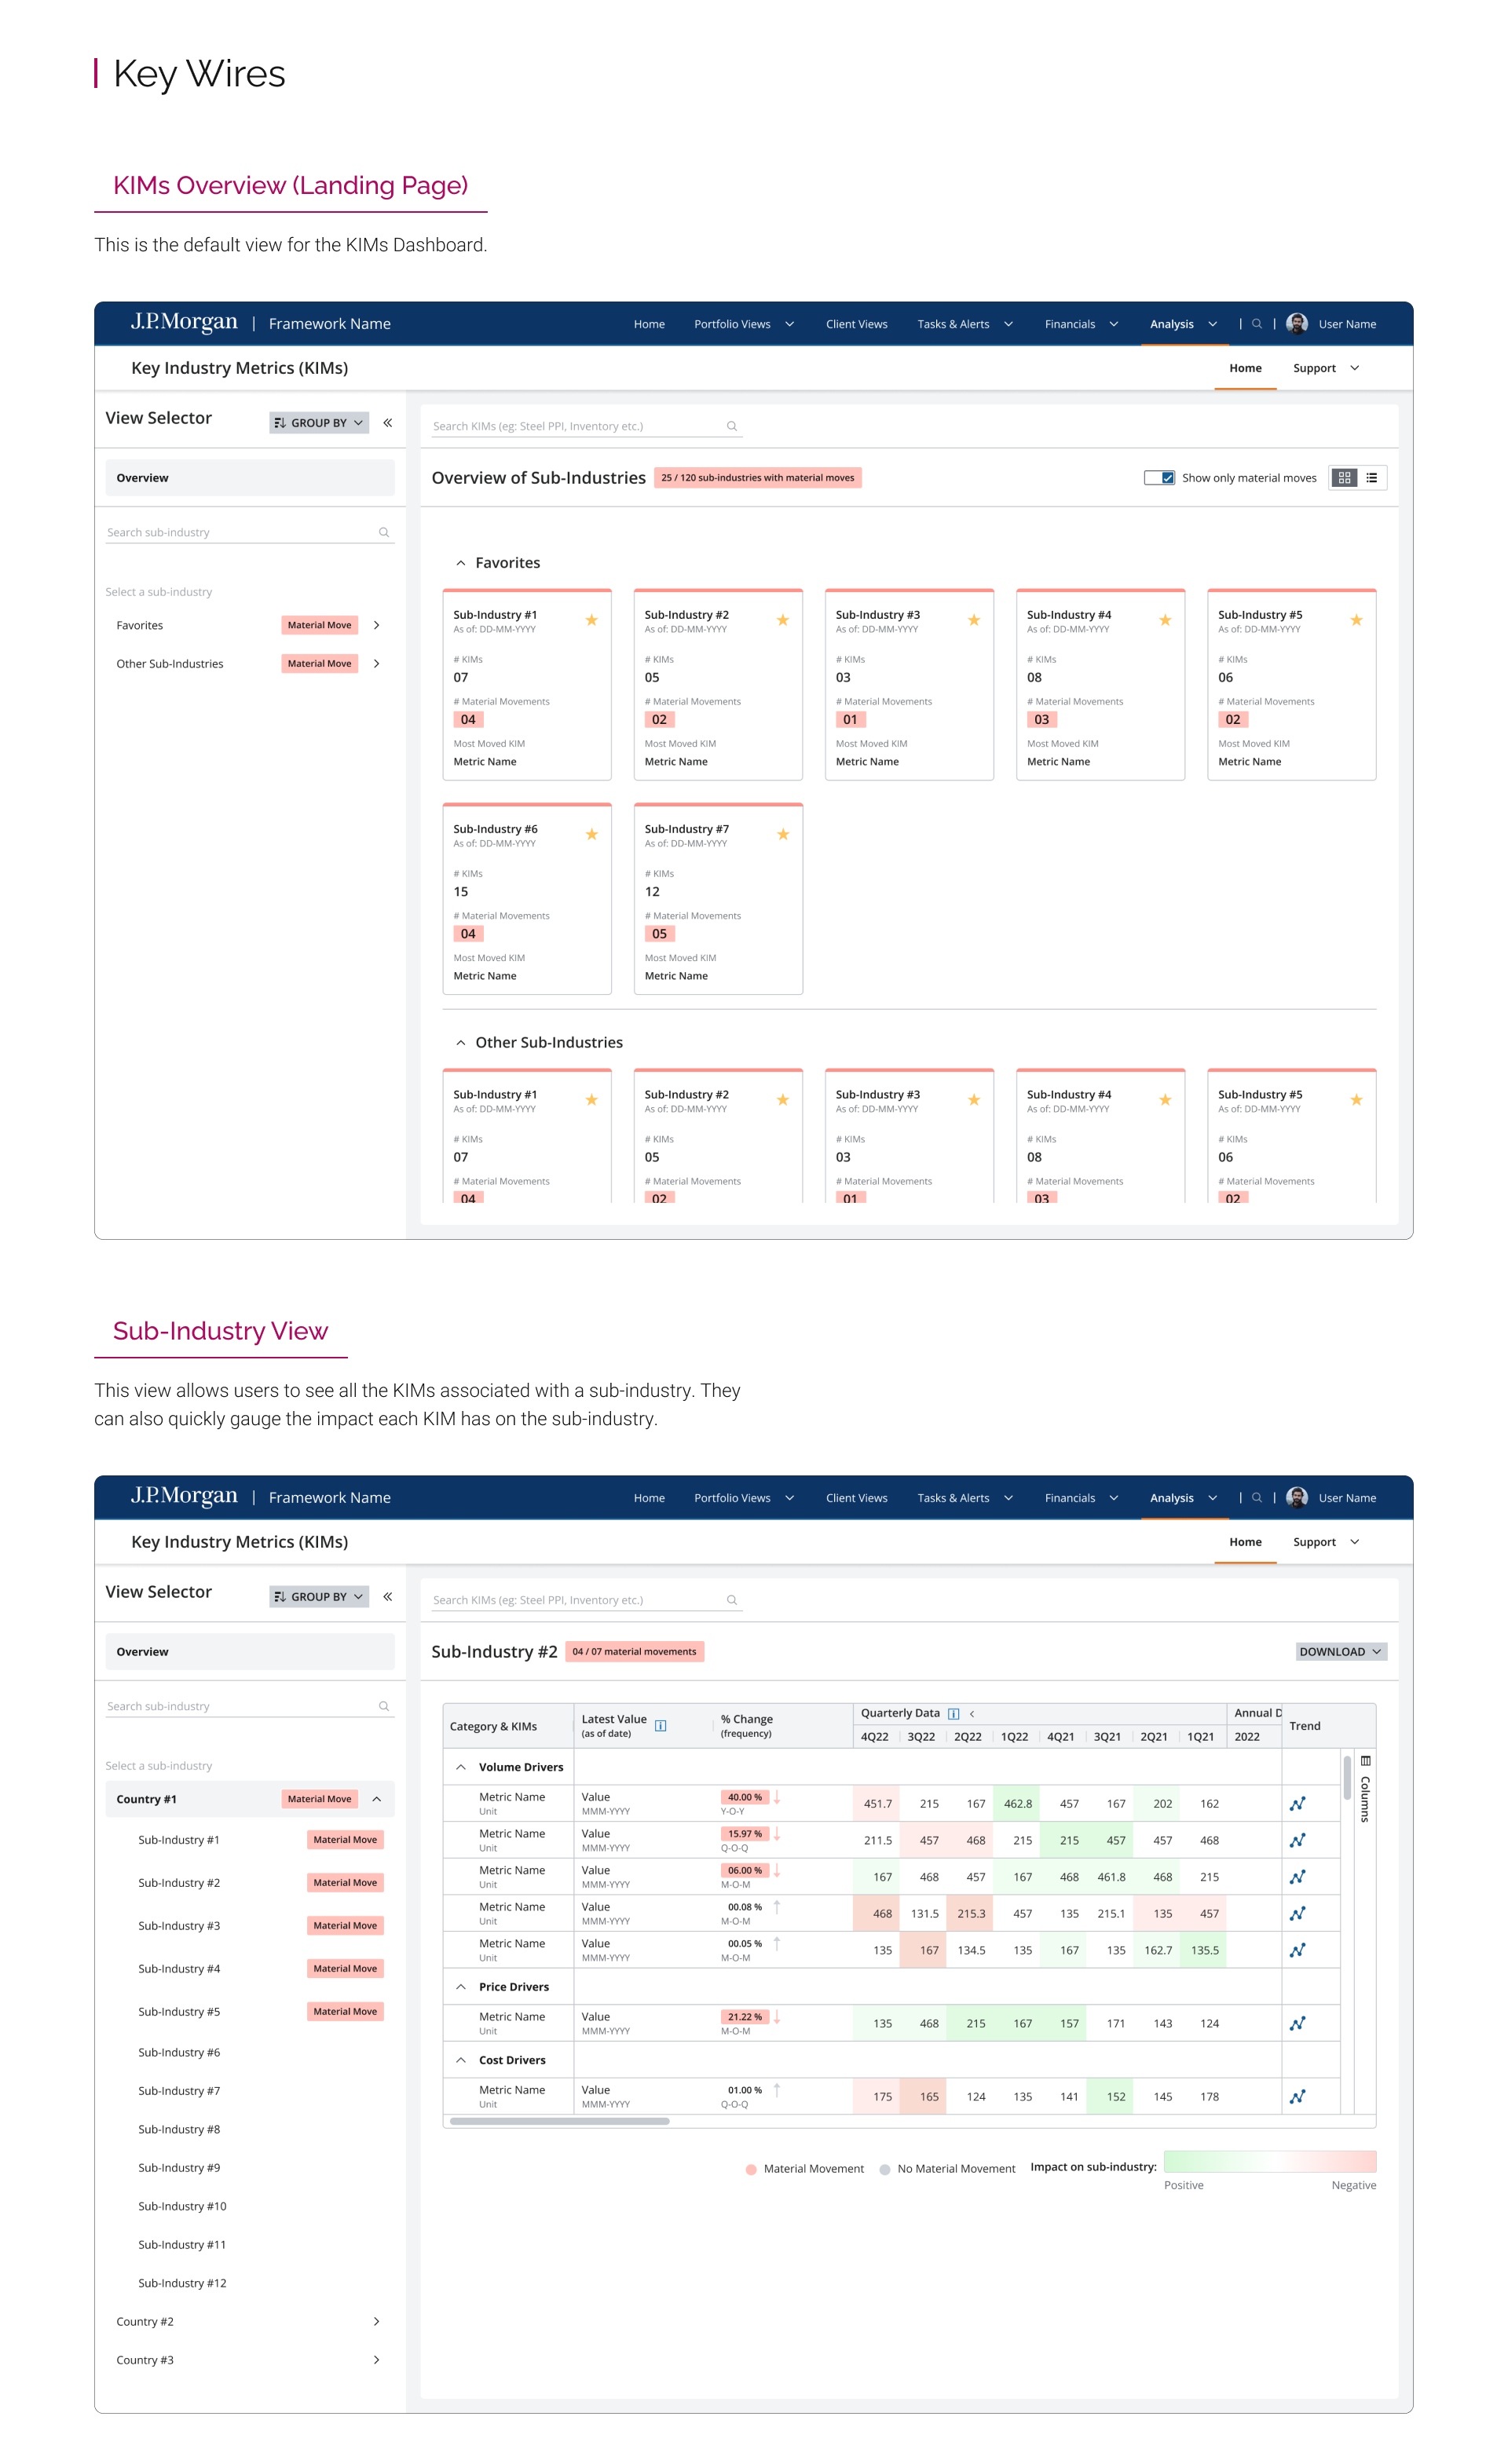 Key Wires
KIMs Overview (Landing Page)
This is the default view for the KIMs Dashboard.
J.P.Morgan | Framework Name Home Portfolio Views Client Views Tasks & Alerts Financials Analysis | | User Name
Key Industry Metrics (KIMs) Home Support
View Selector GROUP BY
Overview
Search sub-industry
Select a sub-industry
Favorites Material Move
Other Sub-Industries Material Move
Search KIMs (eg: Steel PPI, Inventory etc.)
Overview of Sub-Industries 25 / 120 sub-industries with material moves Show only material moves
Favorites
Sub-Industry #1 Sub-Industry #2 Sub-Industry #3 Sub-Industry #4 Sub-Industry #5
As of: DD-MM-YYYY As of: DD-MM-YYYY As of: DD-MM-YYYY As of: DD-MM-YYYY As of: DD-MM-YYYY
# KIMs # KIMs # KIMs # KIMs # KIMs
07 05 03 08 06
# Material Movements # Material Movements # Material Movements # Material Movements # Material Movements
04 02 01 03 02
Most Moved KIM Most Moved KIM Most Moved KIM Most Moved KIM Most Moved KIM
Metric Name Metric Name Metric Name Metric Name Metric Name
Sub-Industry #6 Sub-Industry #7
As of: DD-MM-YYYY As of: DD-MM-YYYY
# KIMs # KIMs
15 12
# Material Movements # Material Movements
04 05
Most Moved KIM Most Moved KIM
Metric Name Metric Name
Other Sub-Industries
Sub-Industry #1 Sub-Industry #2 Sub-Industry #3 Sub-Industry #4 Sub-Industry #5
As of: DD-MM-YYYY As of: DD-MM-YYYY As of: DD-MM-YYYY As of: DD-MM-YYYY As of: DD-MM-YYYY
# KIMs # KIMs # KIMs # KIMs # KIMs
07 05 03 08 06
# Material Movements # Material Movements # Material Movements # Material Movements # Material Movements
04 02 01 03 02
Sub-Industry View
This view allows users to see all the KIMs associated with a sub-industry. They
can also quickly gauge the impact each KIM has on the sub-industry.
J.P.Morgan | Framework Name Home Portfolio Views Client Views Tasks & Alerts Financials Analysis | | User Name
Key Industry Metrics (KIMs) Home Support
View Selector GROUP BY
Overview
Search sub-industry
Select a sub-industry
Country #1 Material Move
Sub-Industry #1 Material Move
Sub-Industry #2 Material Move
Sub-Industry #3 Material Move
Sub-Industry #4 Material Move
Sub-Industry #5 Material Move
Sub-Industry #6
Sub-Industry #7
Sub-Industry #8
Sub-Industry #9
Sub-Industry #10
Sub-Industry #11
Sub-Industry #12
Country #2
Country #3
Search KIMs (eg: Steel PPI, Inventory etc.)
Sub-Industry #2 04 / 07 material movements DOWNLOAD
Category & KIMs Latest Value (as of date) % Change (frequency) Quarterly Data Annual D Trend
4Q22 3Q22 2Q22 1Q22 4Q21 3Q21 2Q21 1Q21 2022
Columns
Volume Drivers
Metric Name Value 40.00 % 451.7 215 167 462.8 457 167 202 162
Unit MMM-YYYY Y-O-Y
Metric Name Value 15.97 % 211.5 457 468 215 215 457 457 468
Unit MMM-YYYY Q-O-Q
Metric Name Value 06.00 % 167 468 457 167 468 461.8 468 215
Unit MMM-YYYY M-O-M
Metric Name Value 00.08 % 468 131.5 215.3 457 135 215.1 135 457
Unit MMM-YYYY M-O-M
Metric Name Value 00.05 % 135 167 134.5 135 167 135 162.7 135.5
Unit MMM-YYYY M-O-M
Price Drivers
Metric Name Value 21.22 % 135 468 215 167 157 171 143 124
Unit MMM-YYYY M-O-M
Cost Drivers
Metric Name Value 01.00 % 175 165 124 135 141 152 145 178
Unit MMM-YYYY Q-O-Q
Material Movement No Material Movement Impact on sub-industry:
Positive Negative